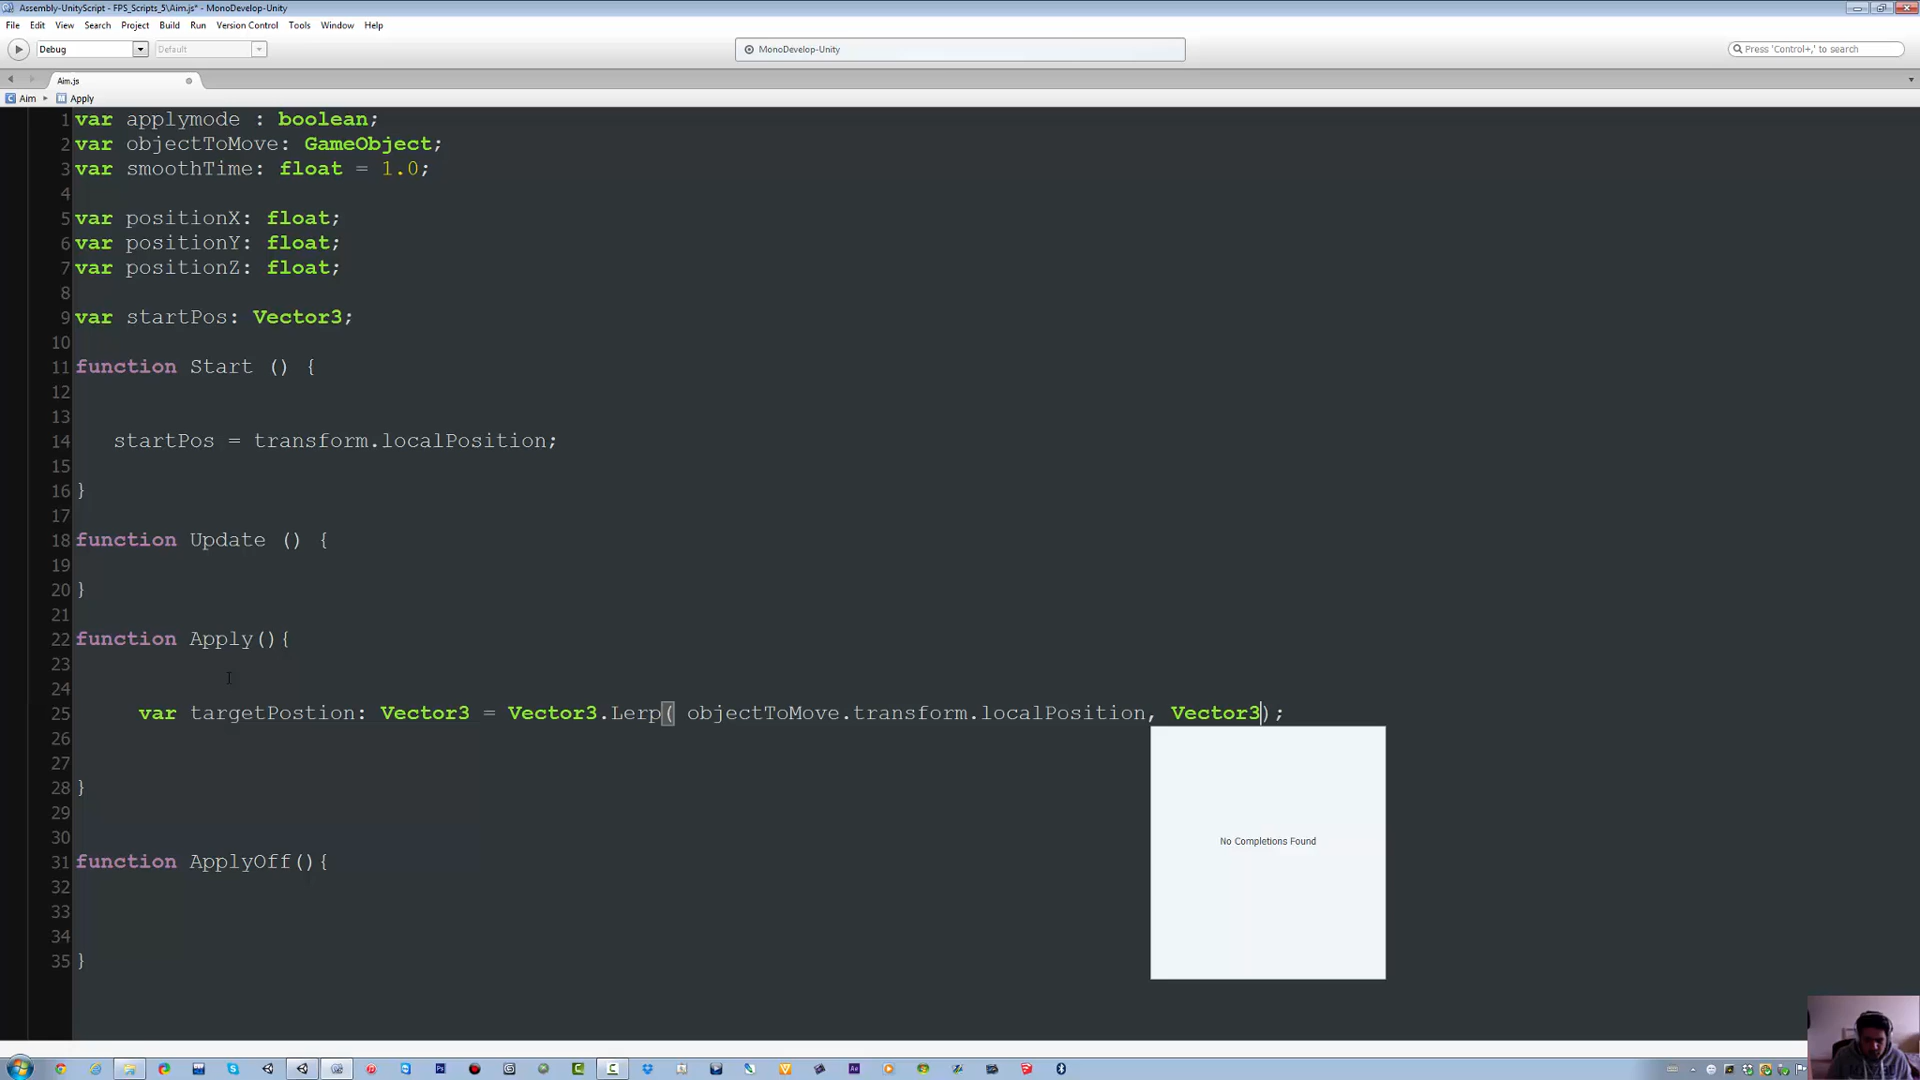 Assembly-UnityScript - FPS_Scripts_5\Aim.js* - MonoDevelop-Unity
File Edit View Search Project Build Run Version Control Tools Window Help
Debug Default MonoDevelop-Unity Press 'Control+,' to search
Aim.js
Aim Apply
1 var applymode : boolean;
2 var objectToMove: GameObject;
3 var smoothTime: float = 1.0;
4
5 var positionX: float;
6 var positionY: float;
7 var positionZ: float;
8
9 var startPos: Vector3;
10
11 function Start () {
12
13
14 startPos = transform.localPosition;
15
16 }
17
18 function Update () {
19
20 }
21
22 function Apply(){
23
24
25 var targetPostion: Vector3 = Vector3.Lerp( objectToMove.transform.localPosition, Vector3);
26
27
28 }
29
30
31 function ApplyOff(){
32
33
34
35 }
No Completions Found